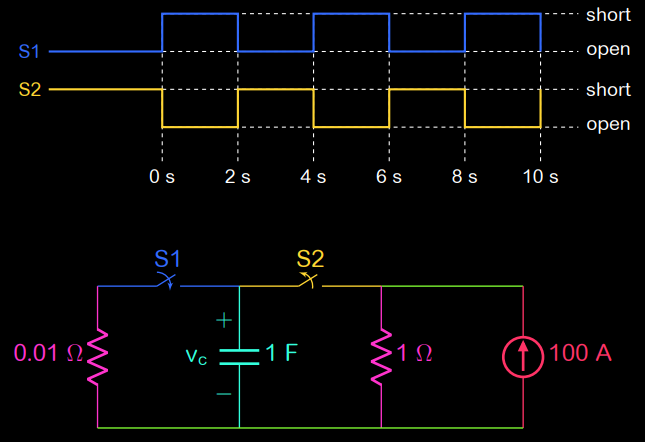 short
S1 open
S2 short
open
0 s 2 s 4 s 6 s 8 s 10 s
S1 S2
+
0.01 Ω vC 1 F 1 Ω 100 A
−